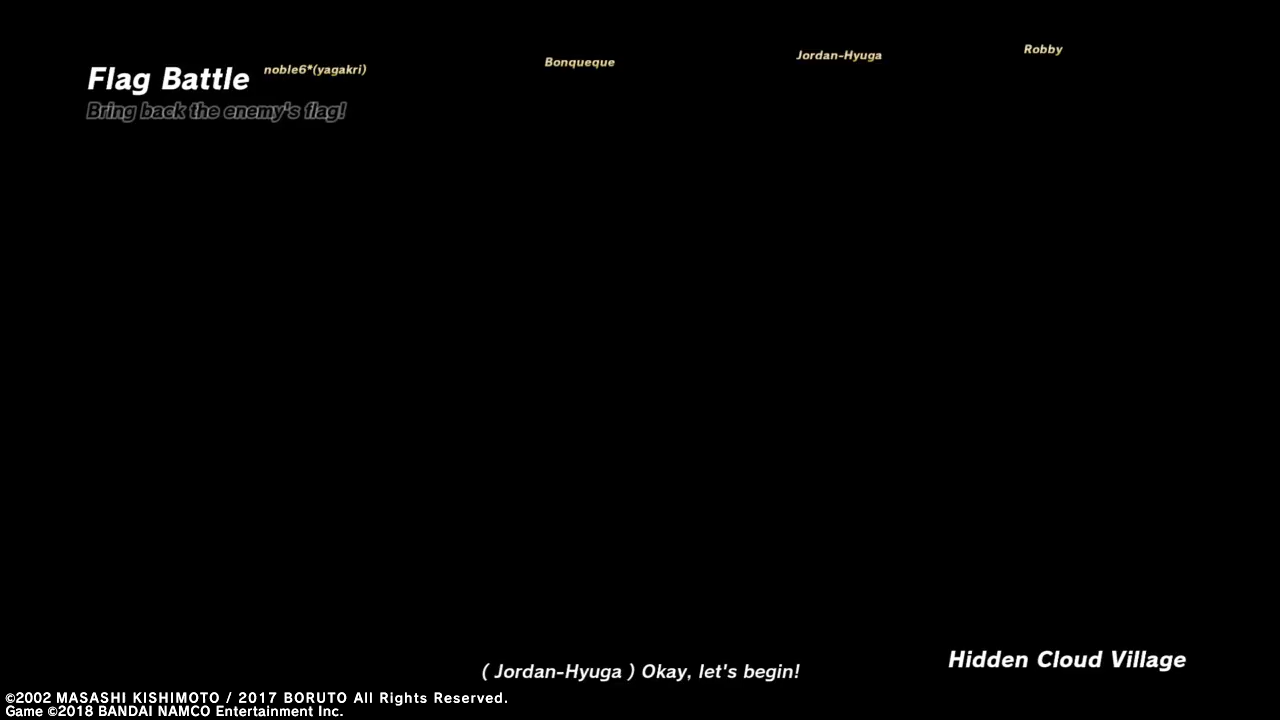 Flag Battle
Bring back the enemy's flag!
noble6*(yagakri)
Bonqueque
Jordan-Hyuga
Robby
( Jordan-Hyuga ) Okay, let's begin!
Hidden Cloud Village
©2002 MASASHI KISHIMOTO / 2017 BORUTO All Rights Reserved.
Game ©2018 BANDAI NAMCO Entertainment Inc.